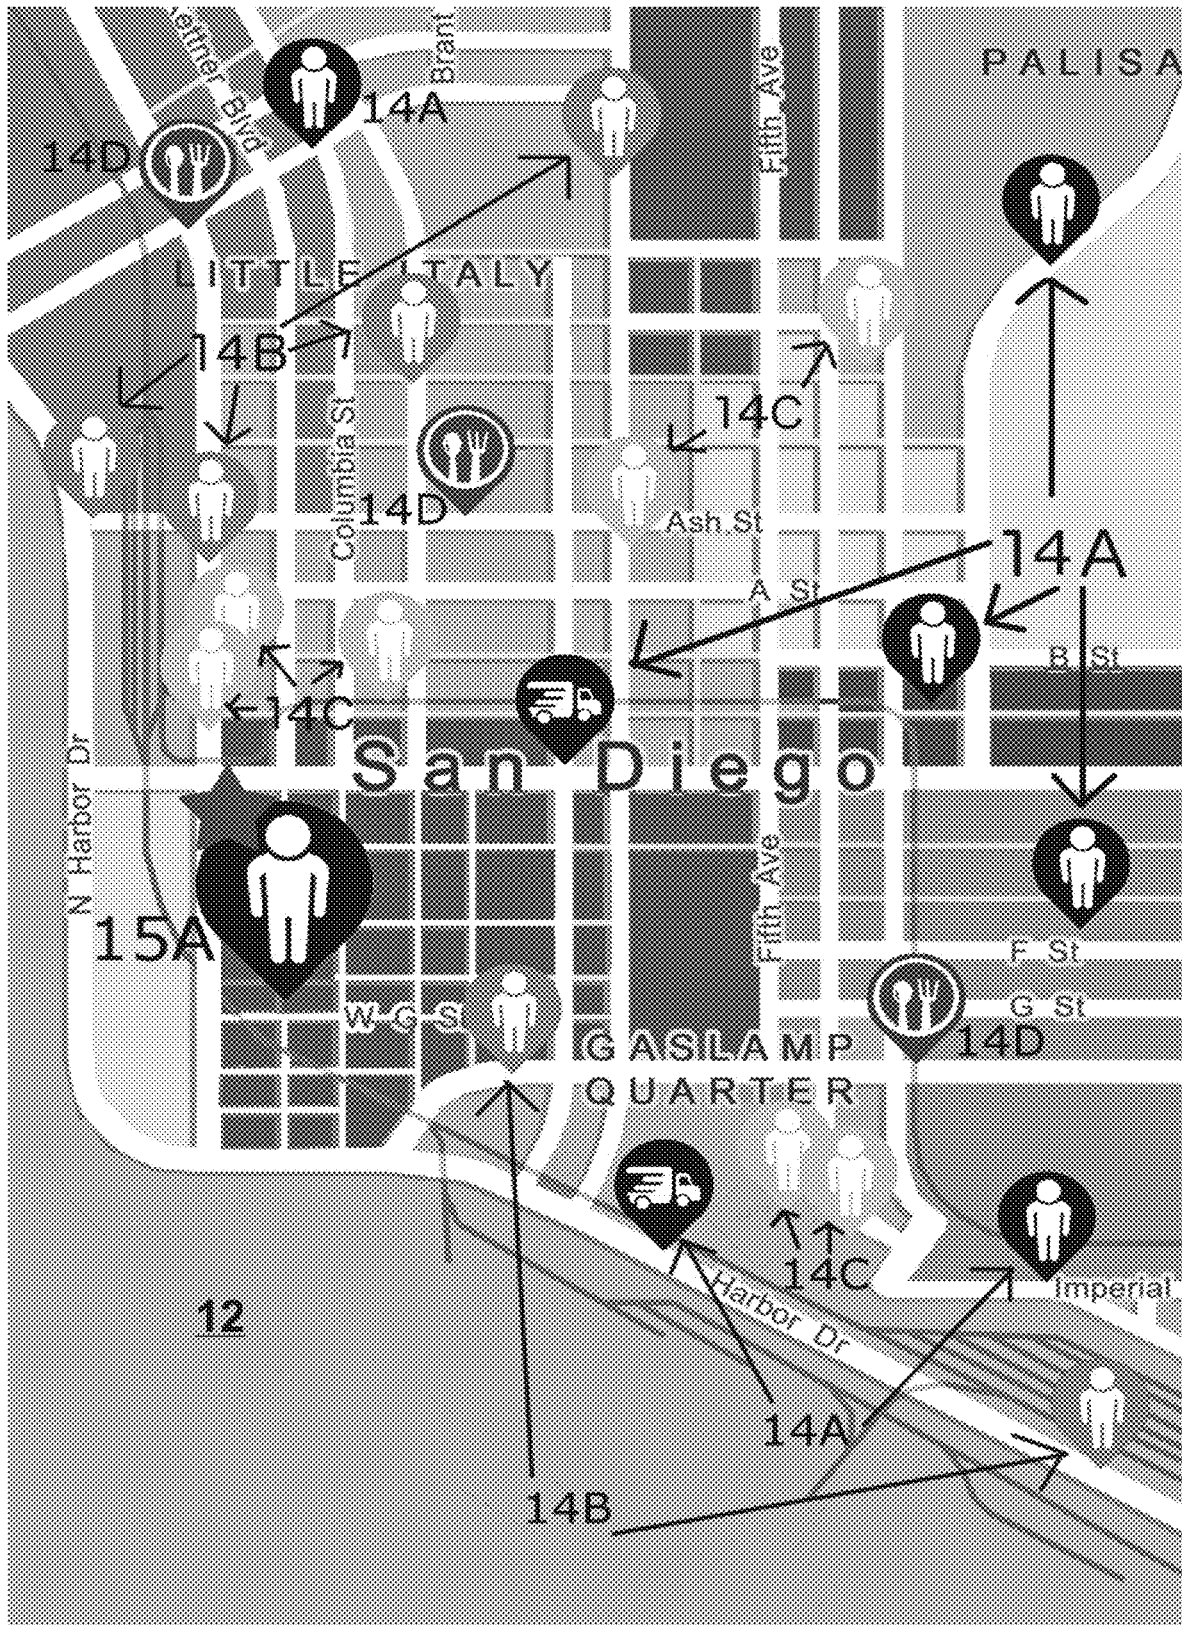 Kettner Blvd
Brant
14A
Fifth Ave
PALISA
14D
LITTLE ITALY
14B
14C
Columbia St
14D
Ash St
14A
A St
B St
14C
San Diego
N Harbor Dr
15A
Fifth Ave
F St
W G St
G St
14D
GASLAMP
QUARTER
14C
Imperial
12
Harbor Dr
14A
14B